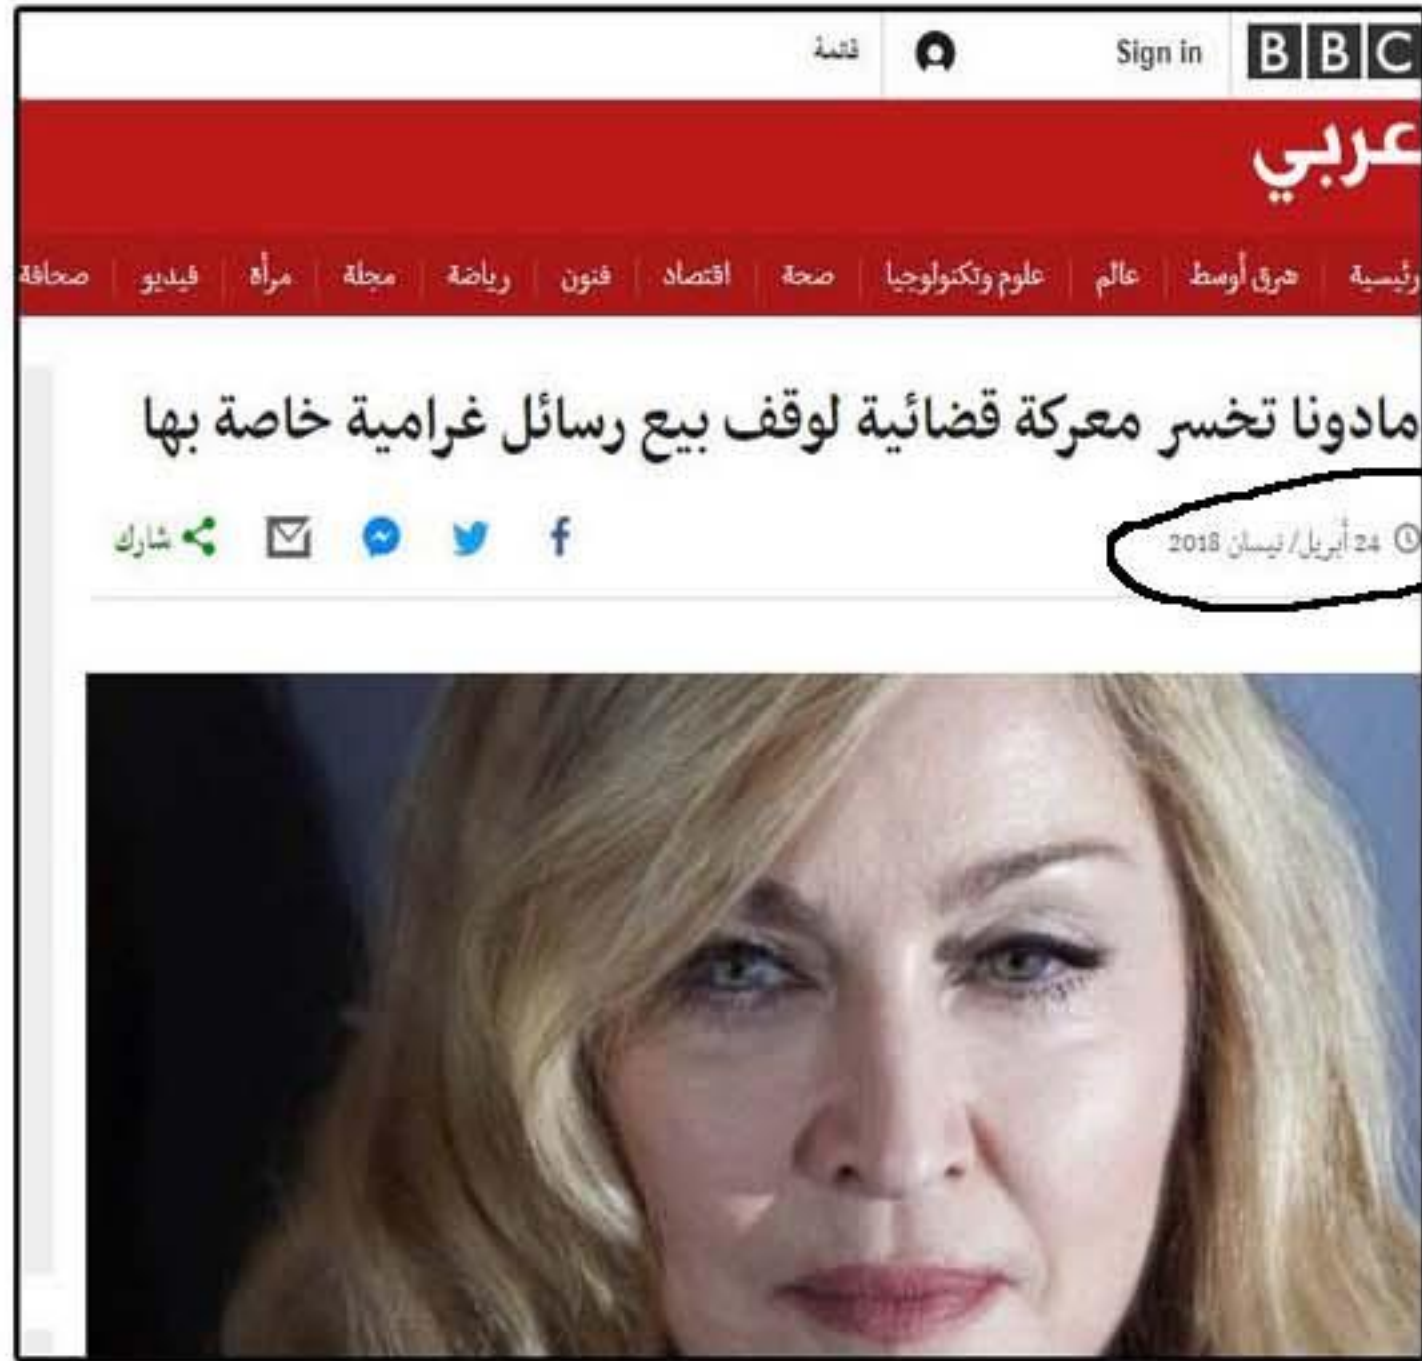 BBC Sign in قائمة
عربي
رئيسية شرق أوسط عالم علوم وتكنولوجيا صحة اقتصاد فنون رياضة مجلة مرأة فيديو صحافة
مادونا تخسر معركة قضائية لوقف بيع رسائل غرامية خاصة بها
24 أبريل/ نيسان 2018
شارك